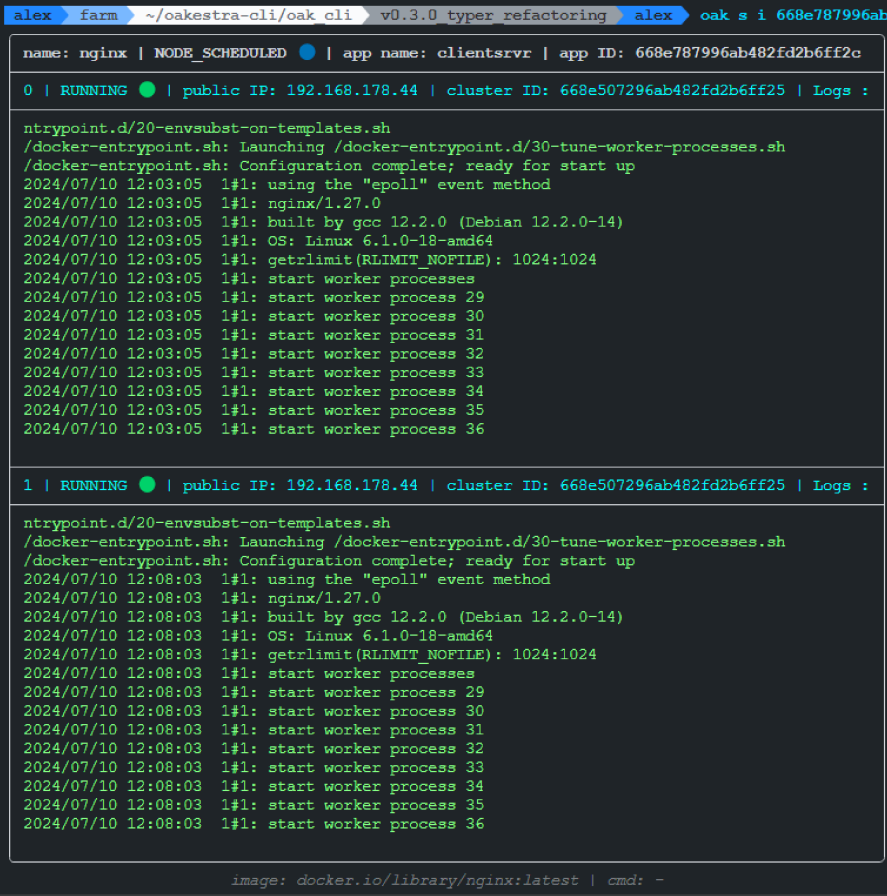 alex farm ~/oakestra-cli/oak_cli v0.3.0_typer_refactoring alex oak s i 668e787996ab
name: nginx | NODE_SCHEDULED 🔵 | app name: clientsrvr | app ID: 668e787996ab482fd2b6ff2c
0 | RUNNING 🟢 | public IP: 192.168.178.44 | cluster ID: 668e507296ab482fd2b6ff25 | Logs :
ntrypoint.d/20-envsubst-on-templates.sh
/docker-entrypoint.sh: Launching /docker-entrypoint.d/30-tune-worker-processes.sh
/docker-entrypoint.sh: Configuration complete; ready for start up
2024/07/10 12:03:05  1#1: using the "epoll" event method
2024/07/10 12:03:05  1#1: nginx/1.27.0
2024/07/10 12:03:05  1#1: built by gcc 12.2.0 (Debian 12.2.0-14)
2024/07/10 12:03:05  1#1: OS: Linux 6.1.0-18-amd64
2024/07/10 12:03:05  1#1: getrlimit(RLIMIT_NOFILE): 1024:1024
2024/07/10 12:03:05  1#1: start worker processes
2024/07/10 12:03:05  1#1: start worker process 29
2024/07/10 12:03:05  1#1: start worker process 30
2024/07/10 12:03:05  1#1: start worker process 31
2024/07/10 12:03:05  1#1: start worker process 32
2024/07/10 12:03:05  1#1: start worker process 33
2024/07/10 12:03:05  1#1: start worker process 34
2024/07/10 12:03:05  1#1: start worker process 35
2024/07/10 12:03:05  1#1: start worker process 36
1 | RUNNING 🟢 | public IP: 192.168.178.44 | cluster ID: 668e507296ab482fd2b6ff25 | Logs :
ntrypoint.d/20-envsubst-on-templates.sh
/docker-entrypoint.sh: Launching /docker-entrypoint.d/30-tune-worker-processes.sh
/docker-entrypoint.sh: Configuration complete; ready for start up
2024/07/10 12:08:03  1#1: using the "epoll" event method
2024/07/10 12:08:03  1#1: nginx/1.27.0
2024/07/10 12:08:03  1#1: built by gcc 12.2.0 (Debian 12.2.0-14)
2024/07/10 12:08:03  1#1: OS: Linux 6.1.0-18-amd64
2024/07/10 12:08:03  1#1: getrlimit(RLIMIT_NOFILE): 1024:1024
2024/07/10 12:08:03  1#1: start worker processes
2024/07/10 12:08:03  1#1: start worker process 29
2024/07/10 12:08:03  1#1: start worker process 30
2024/07/10 12:08:03  1#1: start worker process 31
2024/07/10 12:08:03  1#1: start worker process 32
2024/07/10 12:08:03  1#1: start worker process 33
2024/07/10 12:08:03  1#1: start worker process 34
2024/07/10 12:08:03  1#1: start worker process 35
2024/07/10 12:08:03  1#1: start worker process 36
image: docker.io/library/nginx:latest | cmd: -